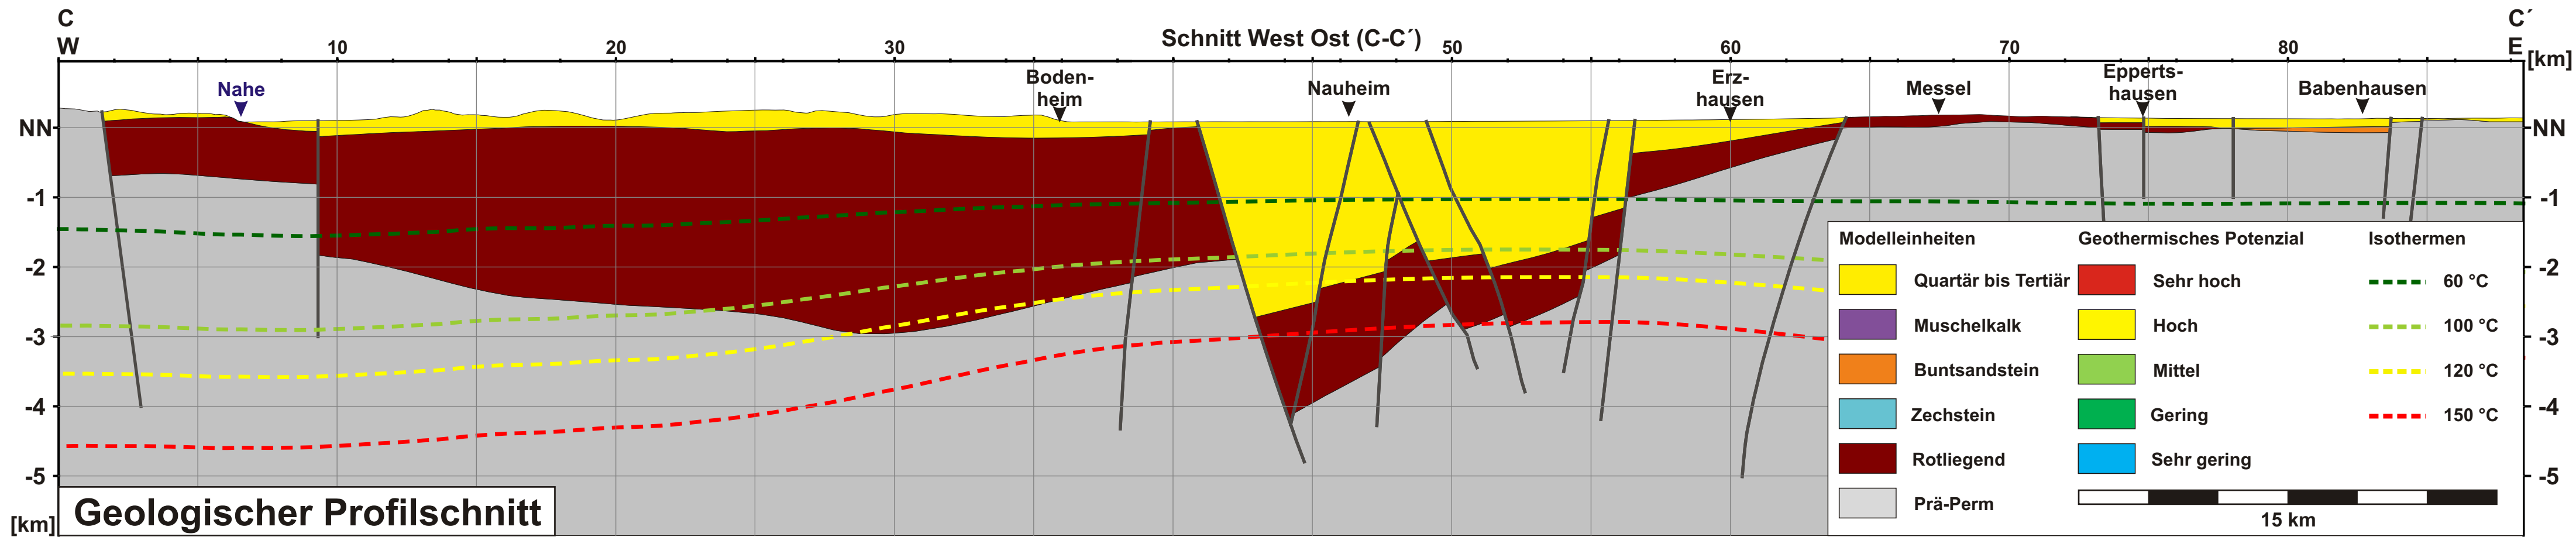 C
C´
W
10
20
30
Schnitt West Ost (C-C´)
50
60
70
80
E
[km]
Nahe
Boden-
heim
Nauheim
Erz-
hausen
Messel
Epperts-
hausen
Babenhausen
NN
NN
-1
-1
-2
-2
-3
-3
-4
-4
-5
-5
[km]
Geologischer Profilschnitt
Modelleinheiten
Quartär bis Tertiär
Muschelkalk
Buntsandstein
Zechstein
Rotliegend
Prä-Perm
Geothermisches Potenzial
Sehr hoch
Hoch
Mittel
Gering
Sehr gering
15 km
Isothermen
60 °C
100 °C
120 °C
150 °C